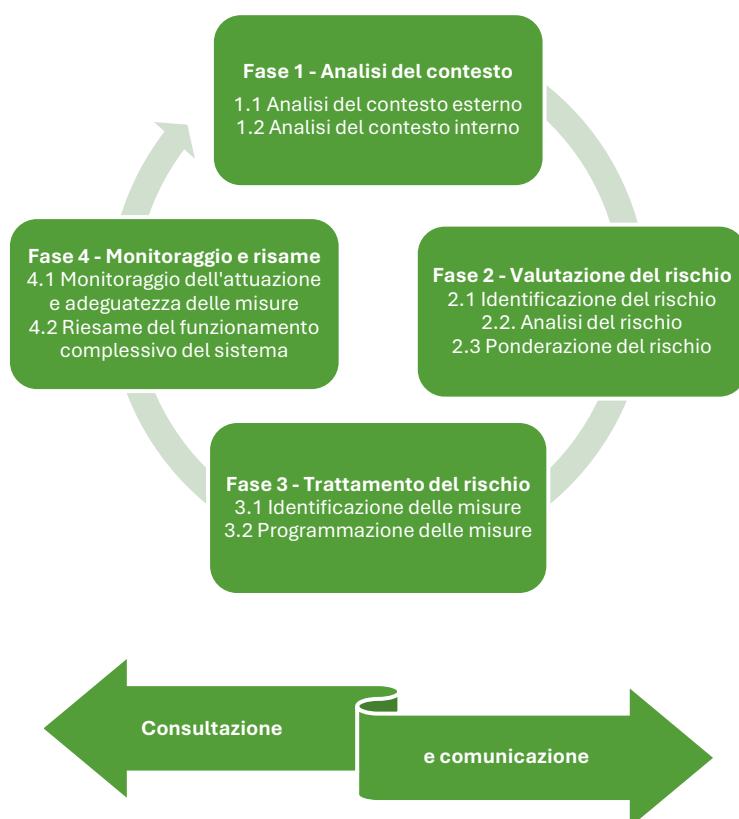 Fase 1 - Analisi del contesto
1.1 Analisi del contesto esterno
1.2 Analisi del contesto interno
Fase 2 - Valutazione del rischio
2.1 Identificazione del rischio
2.2. Analisi del rischio
2.3 Ponderazione del rischio
Fase 3 - Trattamento del rischio
3.1 Identificazione delle misure
3.2 Programmazione delle misure
Fase 4 - Monitoraggio e risame
4.1 Monitoraggio dell'attuazione
e adeguatezza delle misure
4.2 Riesame del funzionamento
complessivo del sistema
Consultazione
e comunicazione